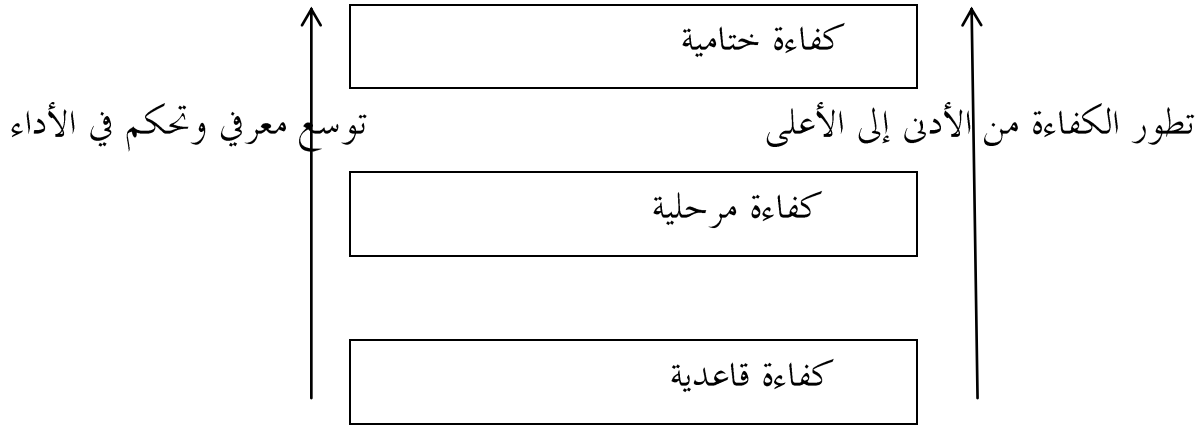 كفاءة ختامية
تطور الكفاءة من الأدنى إلى الأعلى
توسع معرفي وتحكم في الأداء
كفاءة مرحلية
كفاءة قاعدية